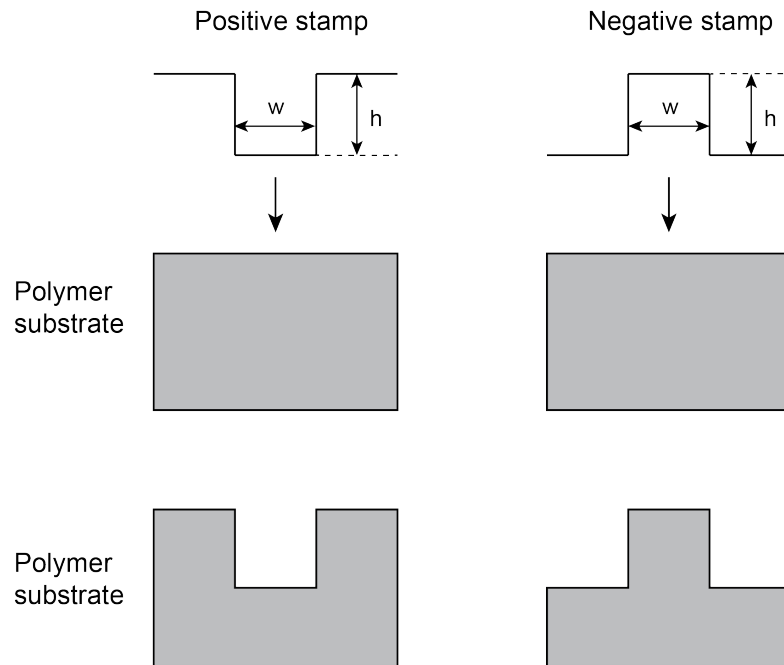 Positive stamp
Negative stamp
w
h
w
h
Polymer
substrate
Polymer
substrate